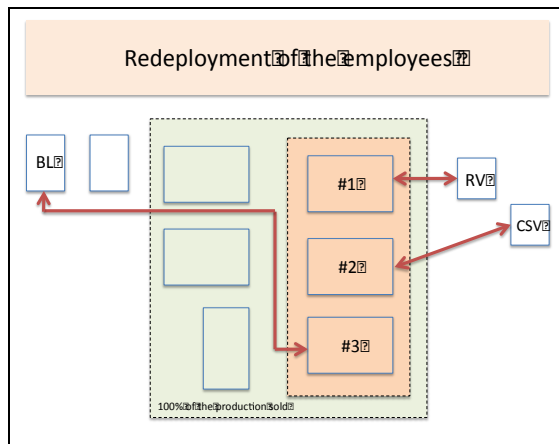 Redeployment⍰of⍰the⍰employees⍰⍰
BL⍰
#1⍰
RV⍰
CSV⍰
#2⍰
#3⍰
100%⍰of⍰the⍰production⍰sold⍰